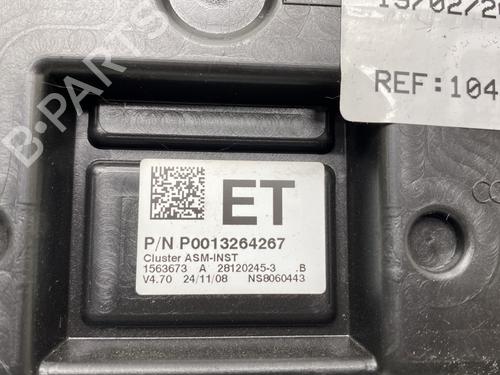 13/02/2
REF:104
B-PARTS
ET
P/N P0013264267
Cluster ASM-INST
1563673 A 28120245-3 .B
V4.70 24/11/08 NS8060443